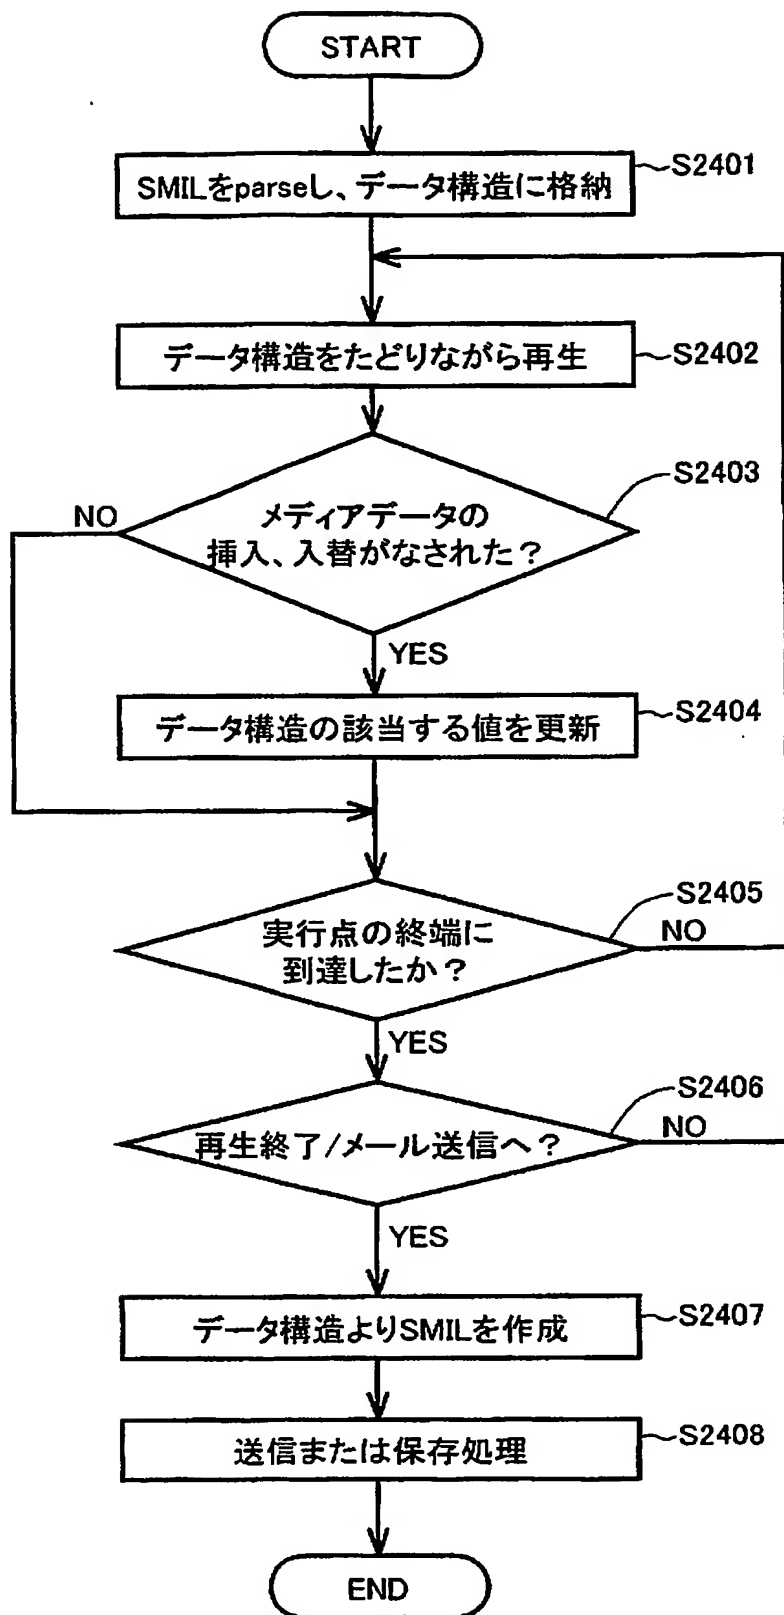 START
SMILをparseし、データ構造に格納
S2401
データ構造をたどりながら再生
S2402
S2403
NO
メディアデータの
挿入、入替がなされた?
YES
データ構造の該当する値を更新
S2404
S2405
実行点の終端に
到達したか?
NO
YES
S2406
再生終了/メール送信へ?
NO
YES
データ構造よりSMILを作成
S2407
送信または保存処理
S2408
END